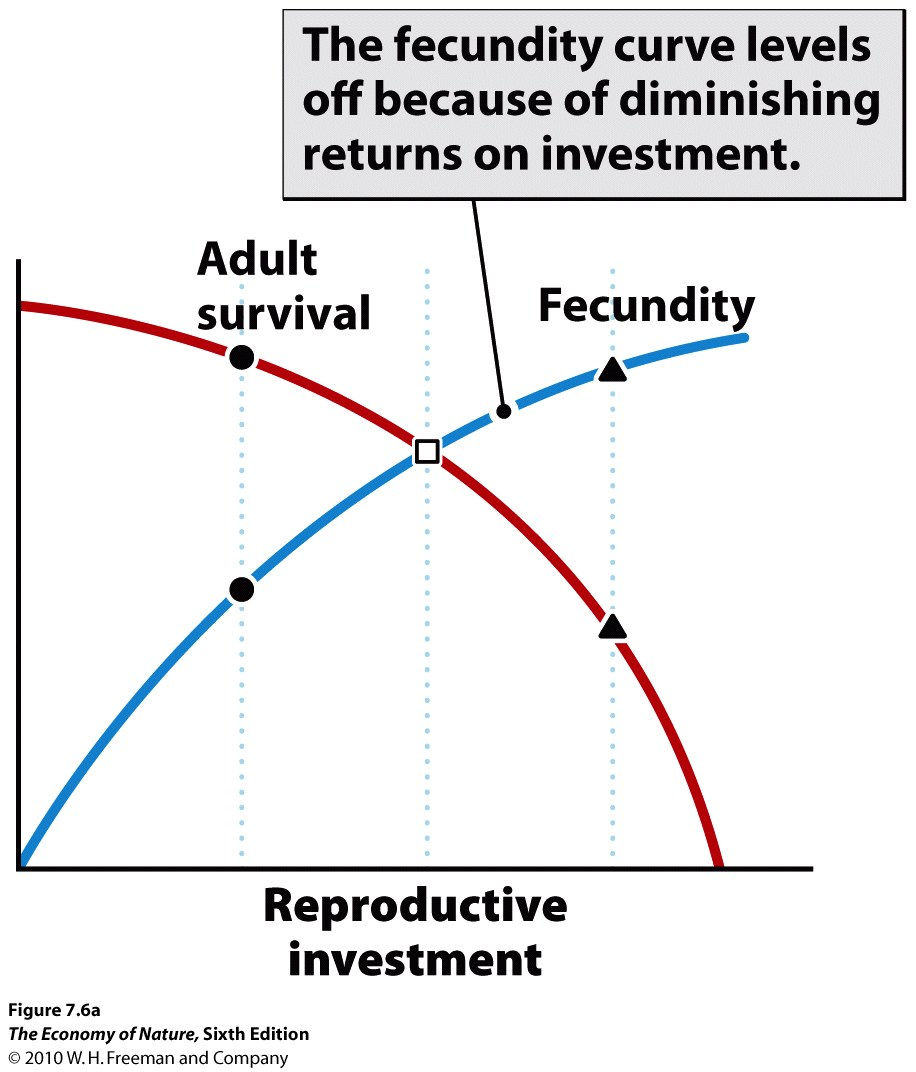 The fecundity curve levels
off because of diminishing
returns on investment.
Adult
survival
Fecundity
Reproductive
investment
Figure 7.6a
The Economy of Nature, Sixth Edition
© 2010 W. H. Freeman and Company